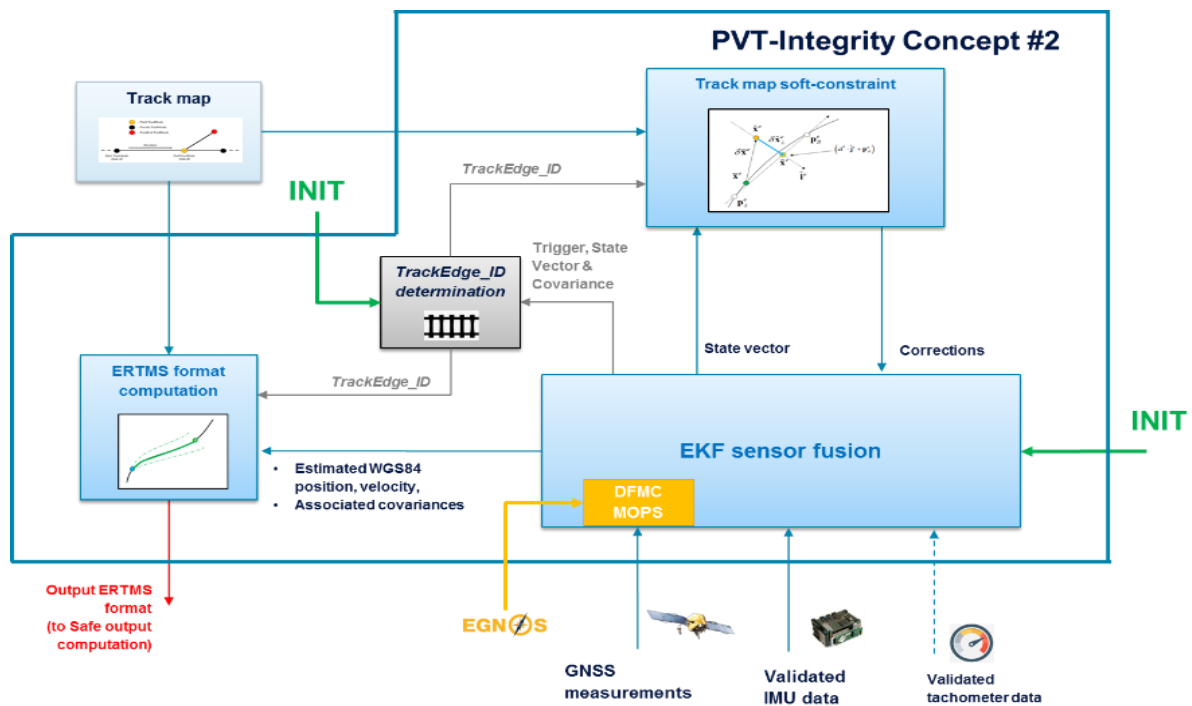 PVT-Integrity Concept #2
Track map
Track map soft-constraint
TrackEdge_ID
INIT
TrackEdge_ID
determination
Trigger, State
Vector &
Covariance
State vector
Corrections
ERTMS format
computation
TrackEdge_ID
INIT
EKF sensor fusion
• Estimated WGS84
position, velocity,
• Associated covariances
DFMC
MOPS
Output ERTMS
format
(to Safe output
computation)
EGNOS
GNSS
measurements
Validated
IMU data
Validated
tachometer data